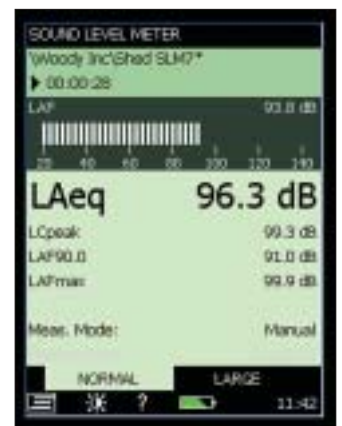 SOUND LEVEL METER
\Woody Inc\Shed SLM7*
00:00:28
LAF 93.8 dB
20 40 60 80 100 120 140
LAeq 96.3 dB
LCpeak 99.3 dB
LAF90.0 91.0 dB
LAFmax 99.9 dB
Meas. Mode: Manual
NORMAL LARGE
? 11:42